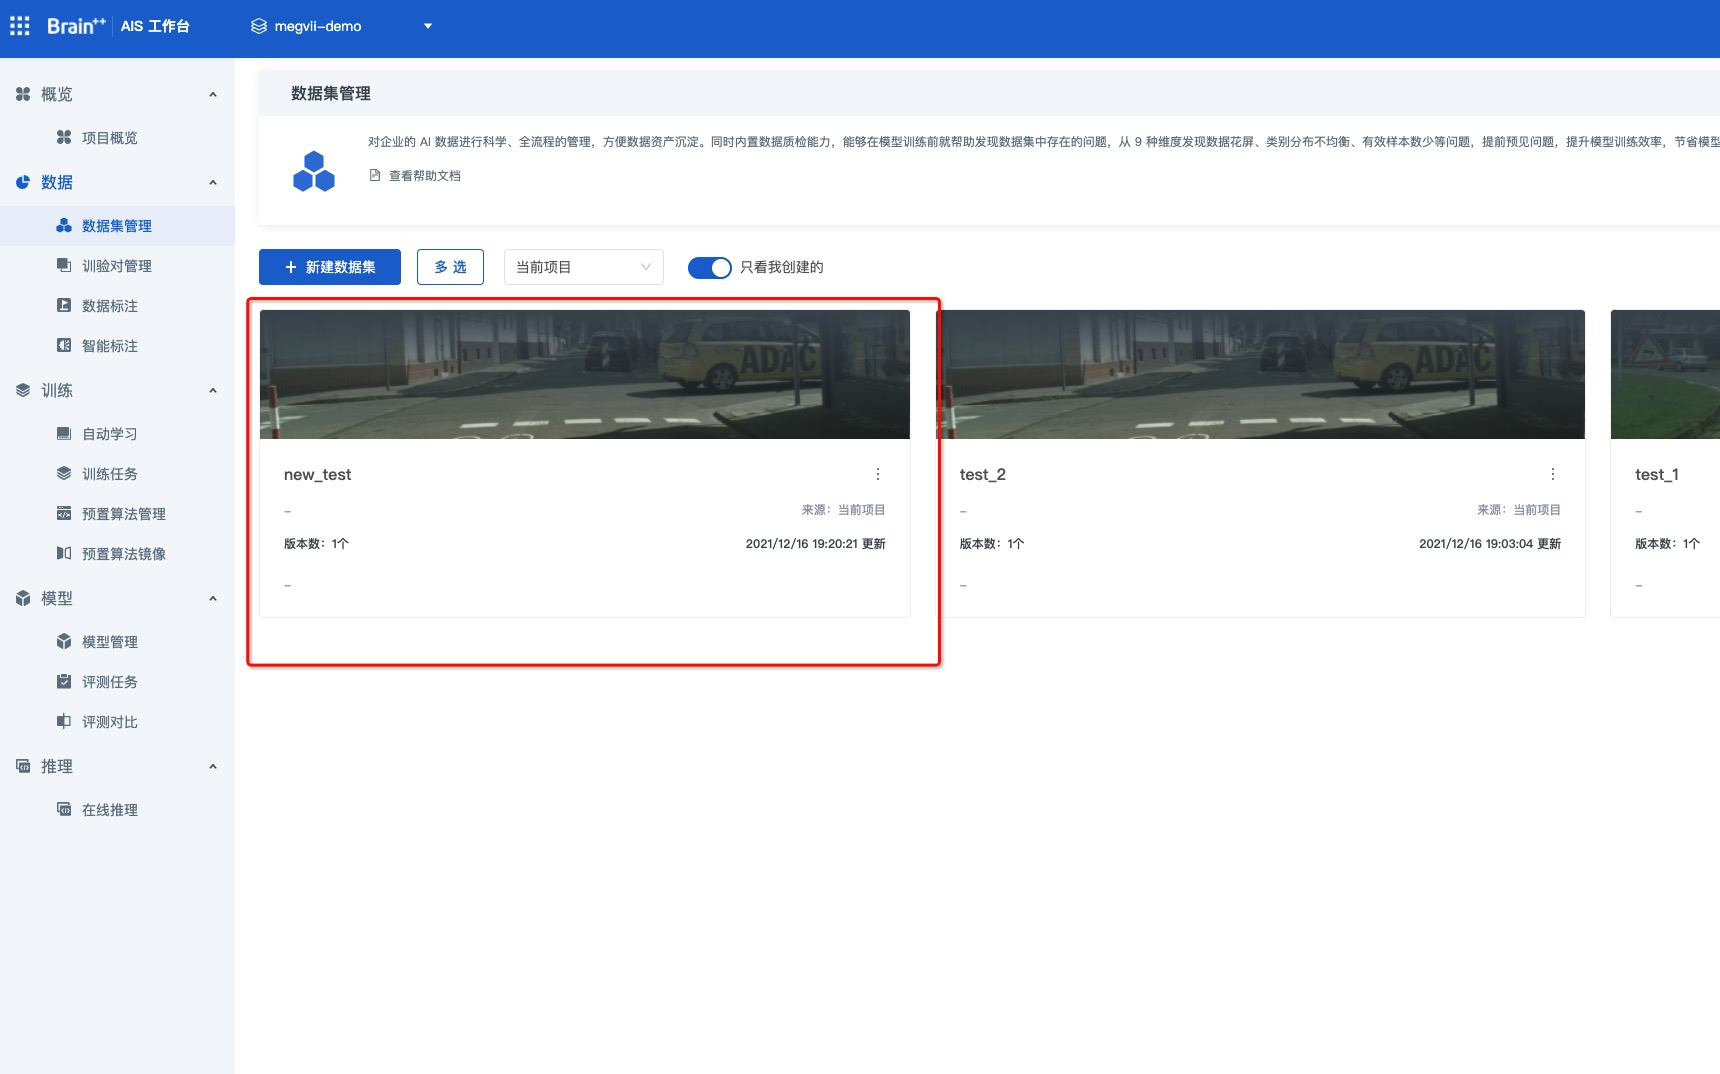 Brain++ AIS 工作台
megvii-demo
概览
项目概览
数据
数据集管理
训验对管理
数据标注
智能标注
训练
自动学习
训练任务
预置算法管理
预置算法镜像
模型
模型管理
评测任务
评测对比
推理
在线推理
数据集管理
对企业的 AI 数据进行科学、全流程的管理，方便数据资产沉淀。同时内置数据质检能力，能够在模型训练前就帮助发现数据集中存在的问题，从 9 种维度发现数据花屏、类别分布不均衡、有效样本数少等问题，提前预见问题，提升模型训练效率，节省模型
查看帮助文档
+ 新建数据集
多 选
当前项目
只看我创建的
ADAC
new_test
–
来源：当前项目
版本数：1个
2021/12/16 19:20:21 更新
–
ADAC
test_2
–
来源：当前项目
版本数：1个
2021/12/16 19:03:04 更新
–
test_1
–
版本数：1个
–